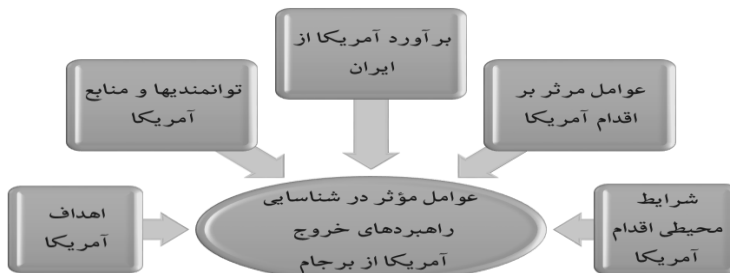 برآورد آمریکا از
ایران
عوامل مرثر بر
اقدام آمریکا
توانمندیها و منابع
آمریکا
شرایط
محیطی اقدام
آمریکا
عوامل مؤثر در شناسایی
راهبردهای خروج
آمریکا از برجام
اهداف
آمریکا